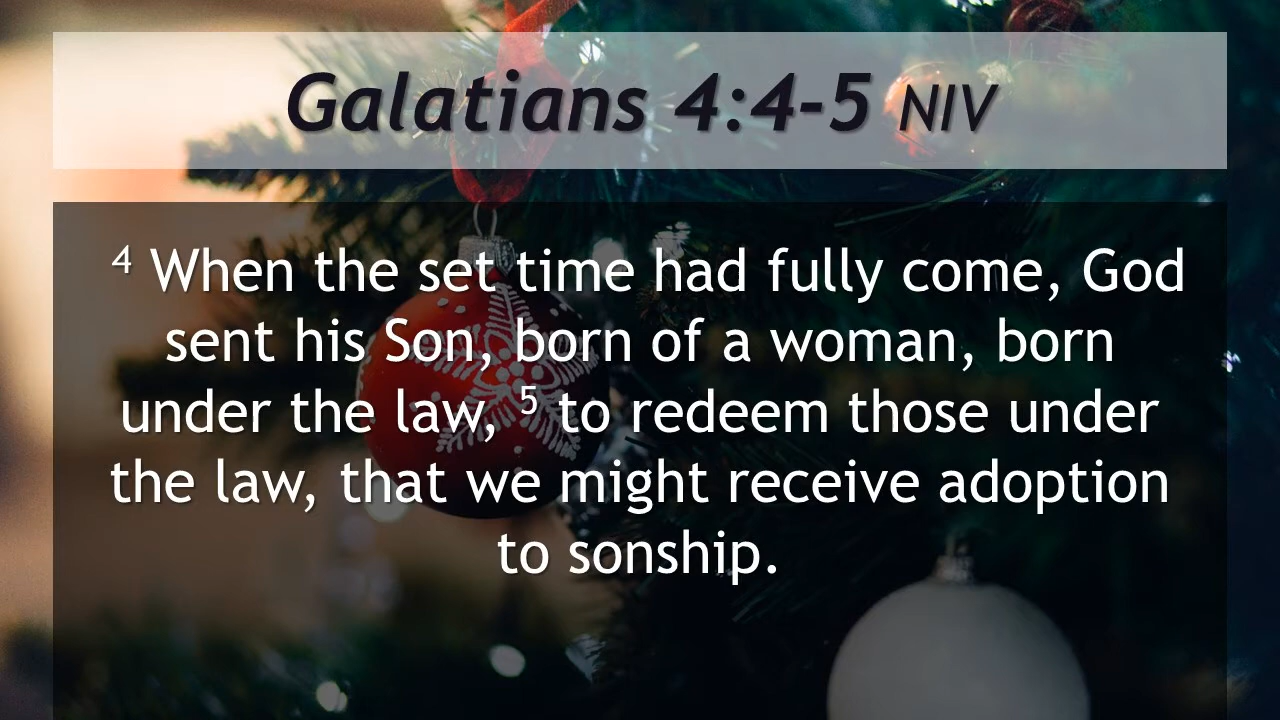 Galatians 4:4-5 NIV
4 When the set time had fully come, God
sent his Son, born of a woman, born
under the law, 5 to redeem those under
the law, that we might receive adoption
to sonship.